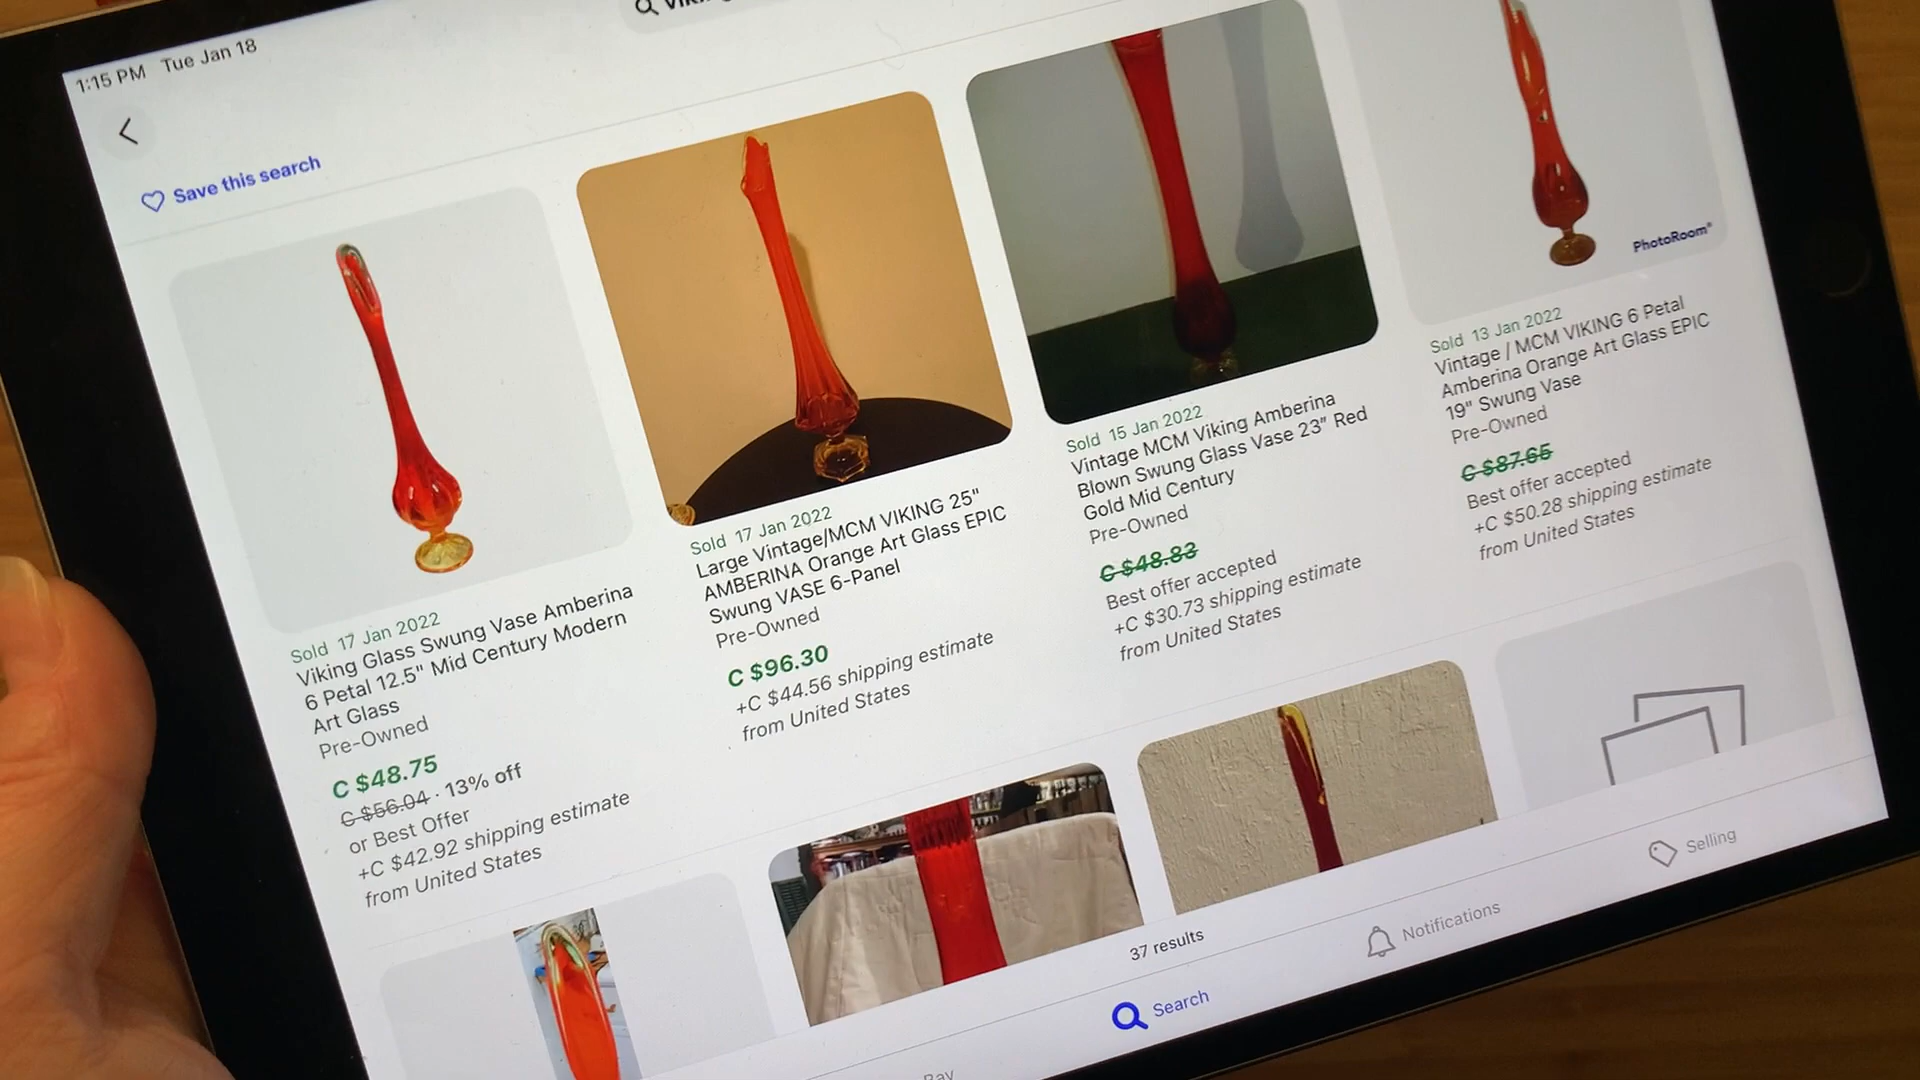 1:15 PM Tue Jan 18
Save this search
Sold 17 Jan 2022
Viking Glass Swung Vase Amberina
6 Petal 12.5" Mid Century Modern
Art Glass
Pre-Owned
C $48.75
C $56.04 · 13% off
or Best Offer
+C $42.92 shipping estimate
from United States
Sold 17 Jan 2022
Large Vintage/MCM VIKING 25"
AMBERINA Orange Art Glass EPIC
Swung VASE 6-Panel
Pre-Owned
C $96.30
+C $44.56 shipping estimate
from United States
Sold 15 Jan 2022
Vintage MCM Viking Amberina
Blown Swung Glass Vase 23" Red
Gold Mid Century
Pre-Owned
C $48.83
Best offer accepted
+C $30.73 shipping estimate
from United States
PhotoRoom
Sold 13 Jan 2022
Vintage / MCM VIKING 6 Petal
Amberina Orange Art Glass EPIC
19" Swung Vase
Pre-Owned
C $87.65
Best offer accepted
+C $50.28 shipping estimate
from United States
37 results
Search
Notifications
Selling